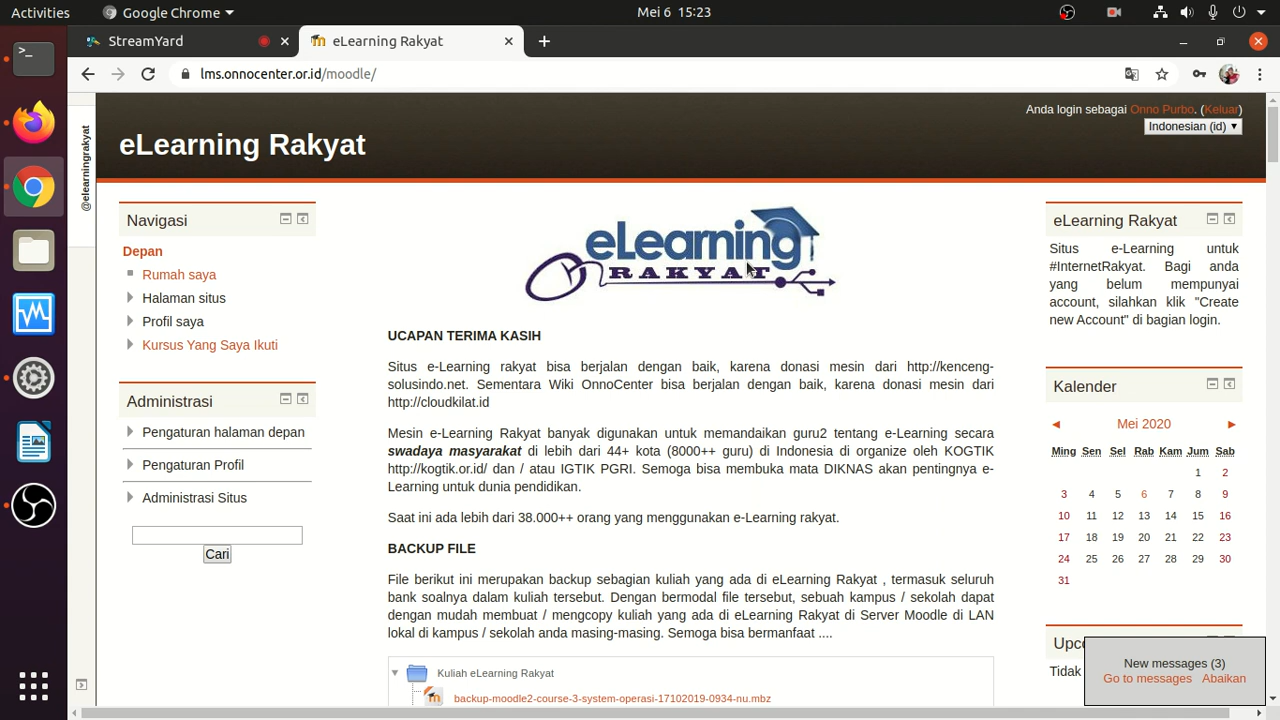 Activities
Google Chrome
Mei 6 15:23
StreamYard
eLearning Rakyat
lms.onnocenter.or.id/moodle/
@elearningrakyat
eLearning Rakyat
Anda login sebagai Onno Purbo. (Keluar)
Indonesian (id)
Navigasi
Depan
Rumah saya
Halaman situs
Profil saya
Kursus Yang Saya Ikuti
Administrasi
Pengaturan halaman depan
Pengaturan Profil
Administrasi Situs
Cari
eLearning
RAKYAT
UCAPAN TERIMA KASIH
Situs e-Learning rakyat bisa berjalan dengan baik, karena donasi mesin dari http://kenceng-
solusindo.net. Sementara Wiki OnnoCenter bisa berjalan dengan baik, karena donasi mesin dari
http://cloudkilat.id
Mesin e-Learning Rakyat banyak digunakan untuk memandaikan guru2 tentang e-Learning secara
swadaya masyarakat di lebih dari 44+ kota (8000++ guru) di Indonesia di organize oleh KOGTIK
http://kogtik.or.id/ dan / atau IGTIK PGRI. Semoga bisa membuka mata DIKNAS akan pentingnya e-
Learning untuk dunia pendidikan.
Saat ini ada lebih dari 38.000++ orang yang menggunakan e-Learning rakyat.
BACKUP FILE
File berikut ini merupakan backup sebagian kuliah yang ada di eLearning Rakyat , termasuk seluruh
bank soalnya dalam kuliah tersebut. Dengan bermodal file tersebut, sebuah kampus / sekolah dapat
dengan mudah membuat / mengcopy kuliah yang ada di eLearning Rakyat di Server Moodle di LAN
lokal di kampus / sekolah anda masing-masing. Semoga bisa bermanfaat ....
Kuliah eLearning Rakyat
backup-moodle2-course-3-system-operasi-17102019-0934-nu.mbz
eLearning Rakyat
Situs e-Learning untuk
#InternetRakyat. Bagi anda
yang belum mempunyai
account, silahkan klik "Create
new Account" di bagian login.
Kalender
◄ Mei 2020 ►
Ming Sen Sel Rab Kam Jum Sab
1 2
3 4 5 6 7 8 9
10 11 12 13 14 15 16
17 18 19 20 21 22 23
24 25 26 27 28 29 30
31
Tidak
New messages (3)
Go to messages Abaikan